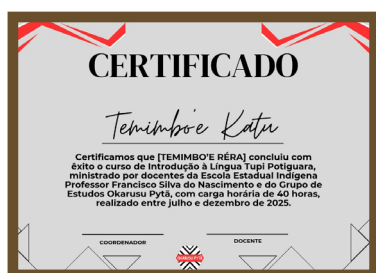 CERTIFICADO
Temimbo'e Katu
Certificamos que [TEMIMBO'E RÉRA] concluiu com
êxito o curso de Introdução à Língua Tupi Potiguara,
ministrado por docentes da Escola Estadual Indígena
Professor Francisco Silva do Nascimento e do Grupo de
Estudos Okarusu Pytã, com carga horária de 40 horas,
realizado entre julho e dezembro de 2025.
COORDENADOR
DOCENTE
OKARUSU PYTÃ